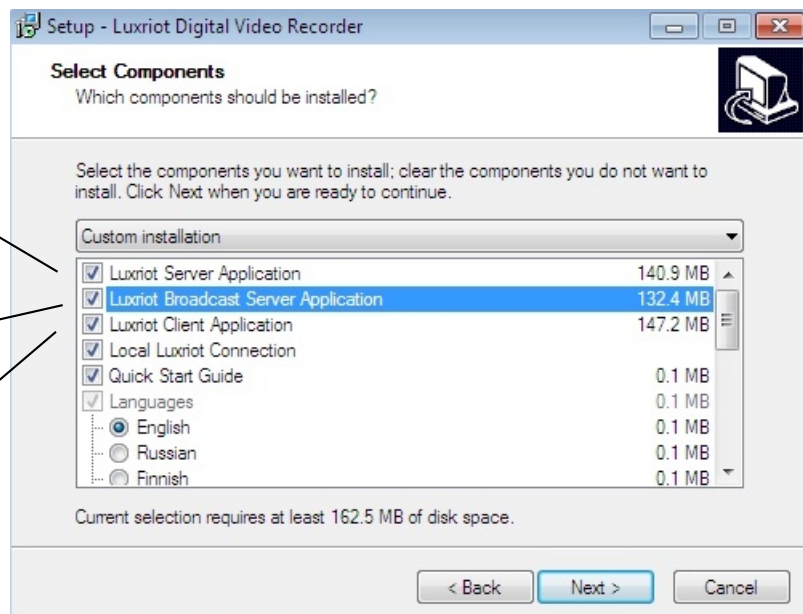 Setup - Luxriot Digital Video Recorder
Select Components
Which components should be installed?
Select the components you want to install; clear the components you do not want to
install. Click Next when you are ready to continue.
Custom installation
Luxriot Server Application 140.9 MB
Luxriot Broadcast Server Application 132.4 MB
Luxriot Client Application 147.2 MB
Local Luxriot Connection
Quick Start Guide 0.1 MB
Languages 0.1 MB
English 0.1 MB
Russian 0.1 MB
Finnish 0.1 MB
Current selection requires at least 162.5 MB of disk space.
< Back Next > Cancel